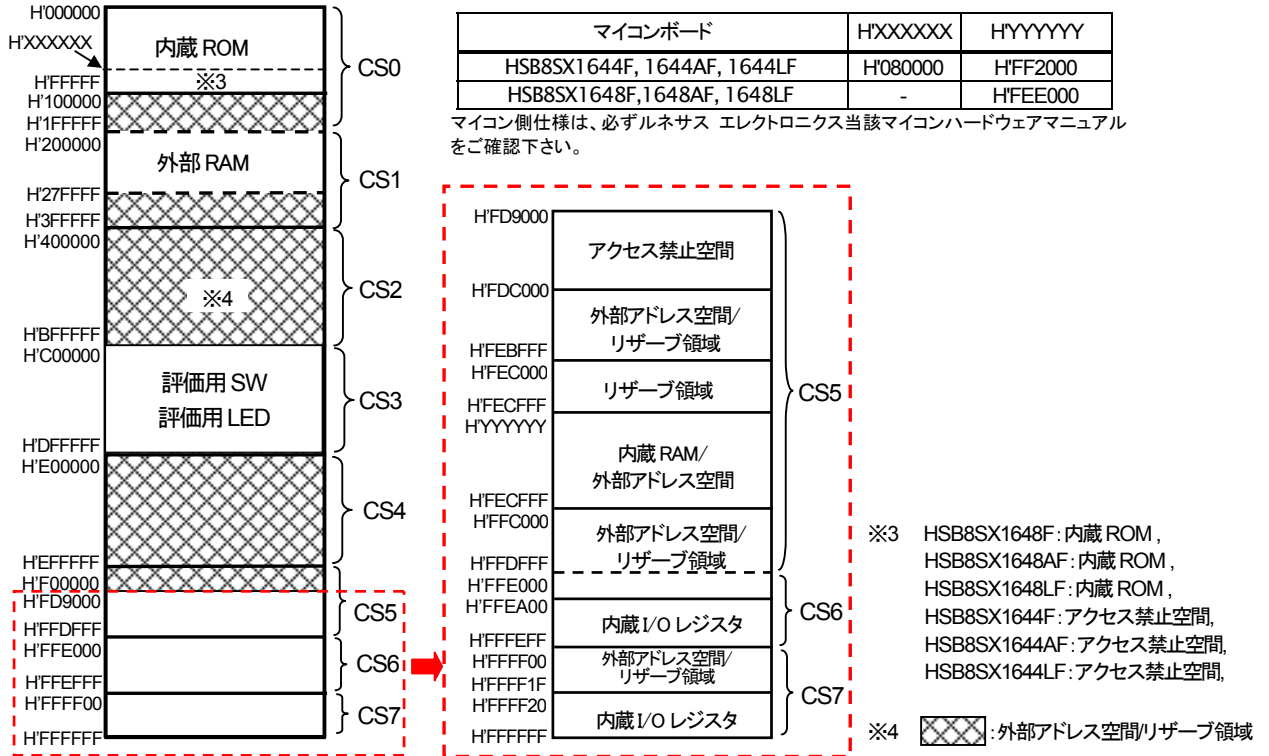 H'000000
H'XXXXXX
内蔵 ROM
※3
H'FFFFF
H'100000
CS0
H'1FFFFF
H'200000
外部 RAM
CS1
H'27FFFF
H'3FFFFF
H'400000
※4
CS2
H'BFFFFF
H'C00000
評価用 SW
評価用 LED
CS3
H'DFFFFF
H'E00000
CS4
H'EFFFFF
H'F00000
H'FD9000
CS5
H'FFDFFF
H'FFE000
CS6
H'FFEFFF
H'FFFF00
CS7
H'FFFFFF
マイコンボード H'XXXXXX H'YYYYYY
HSB8SX1644F, 1644AF, 1644LF H'080000 H'FF2000
HSB8SX1648F,1648AF, 1648LF - H'FEE000
マイコン側仕様は、必ずルネサス エレクトロニクス当該マイコンハードウェアマニュアル
をご確認下さい。
H'FD9000
アクセス禁止空間
H'FDC000
外部アドレス空間/
リザーブ領域
H'FEBFFF
H'FEC000
リザーブ領域
CS5
H'FECFFF
H'YYYYYY
内蔵 RAM/
外部アドレス空間
H'FECFFF
H'FFC000
外部アドレス空間/
リザーブ領域
H'FFDFFF
H'FFE000
H'FFEA00
CS6
内蔵 I/O レジスタ
H'FFFEFF
H'FFFF00
外部アドレス空間/
リザーブ領域
H'FFFF1F
H'FFFF20
CS7
内蔵 I/O レジスタ
H'FFFFFF
※3 HSB8SX1648F:内蔵 ROM ,
HSB8SX1648AF:内蔵 ROM ,
HSB8SX1648LF:内蔵 ROM ,
HSB8SX1644F:アクセス禁止空間,
HSB8SX1644AF:アクセス禁止空間,
HSB8SX1644LF:アクセス禁止空間,
※4 :外部アドレス空間/リザーブ領域